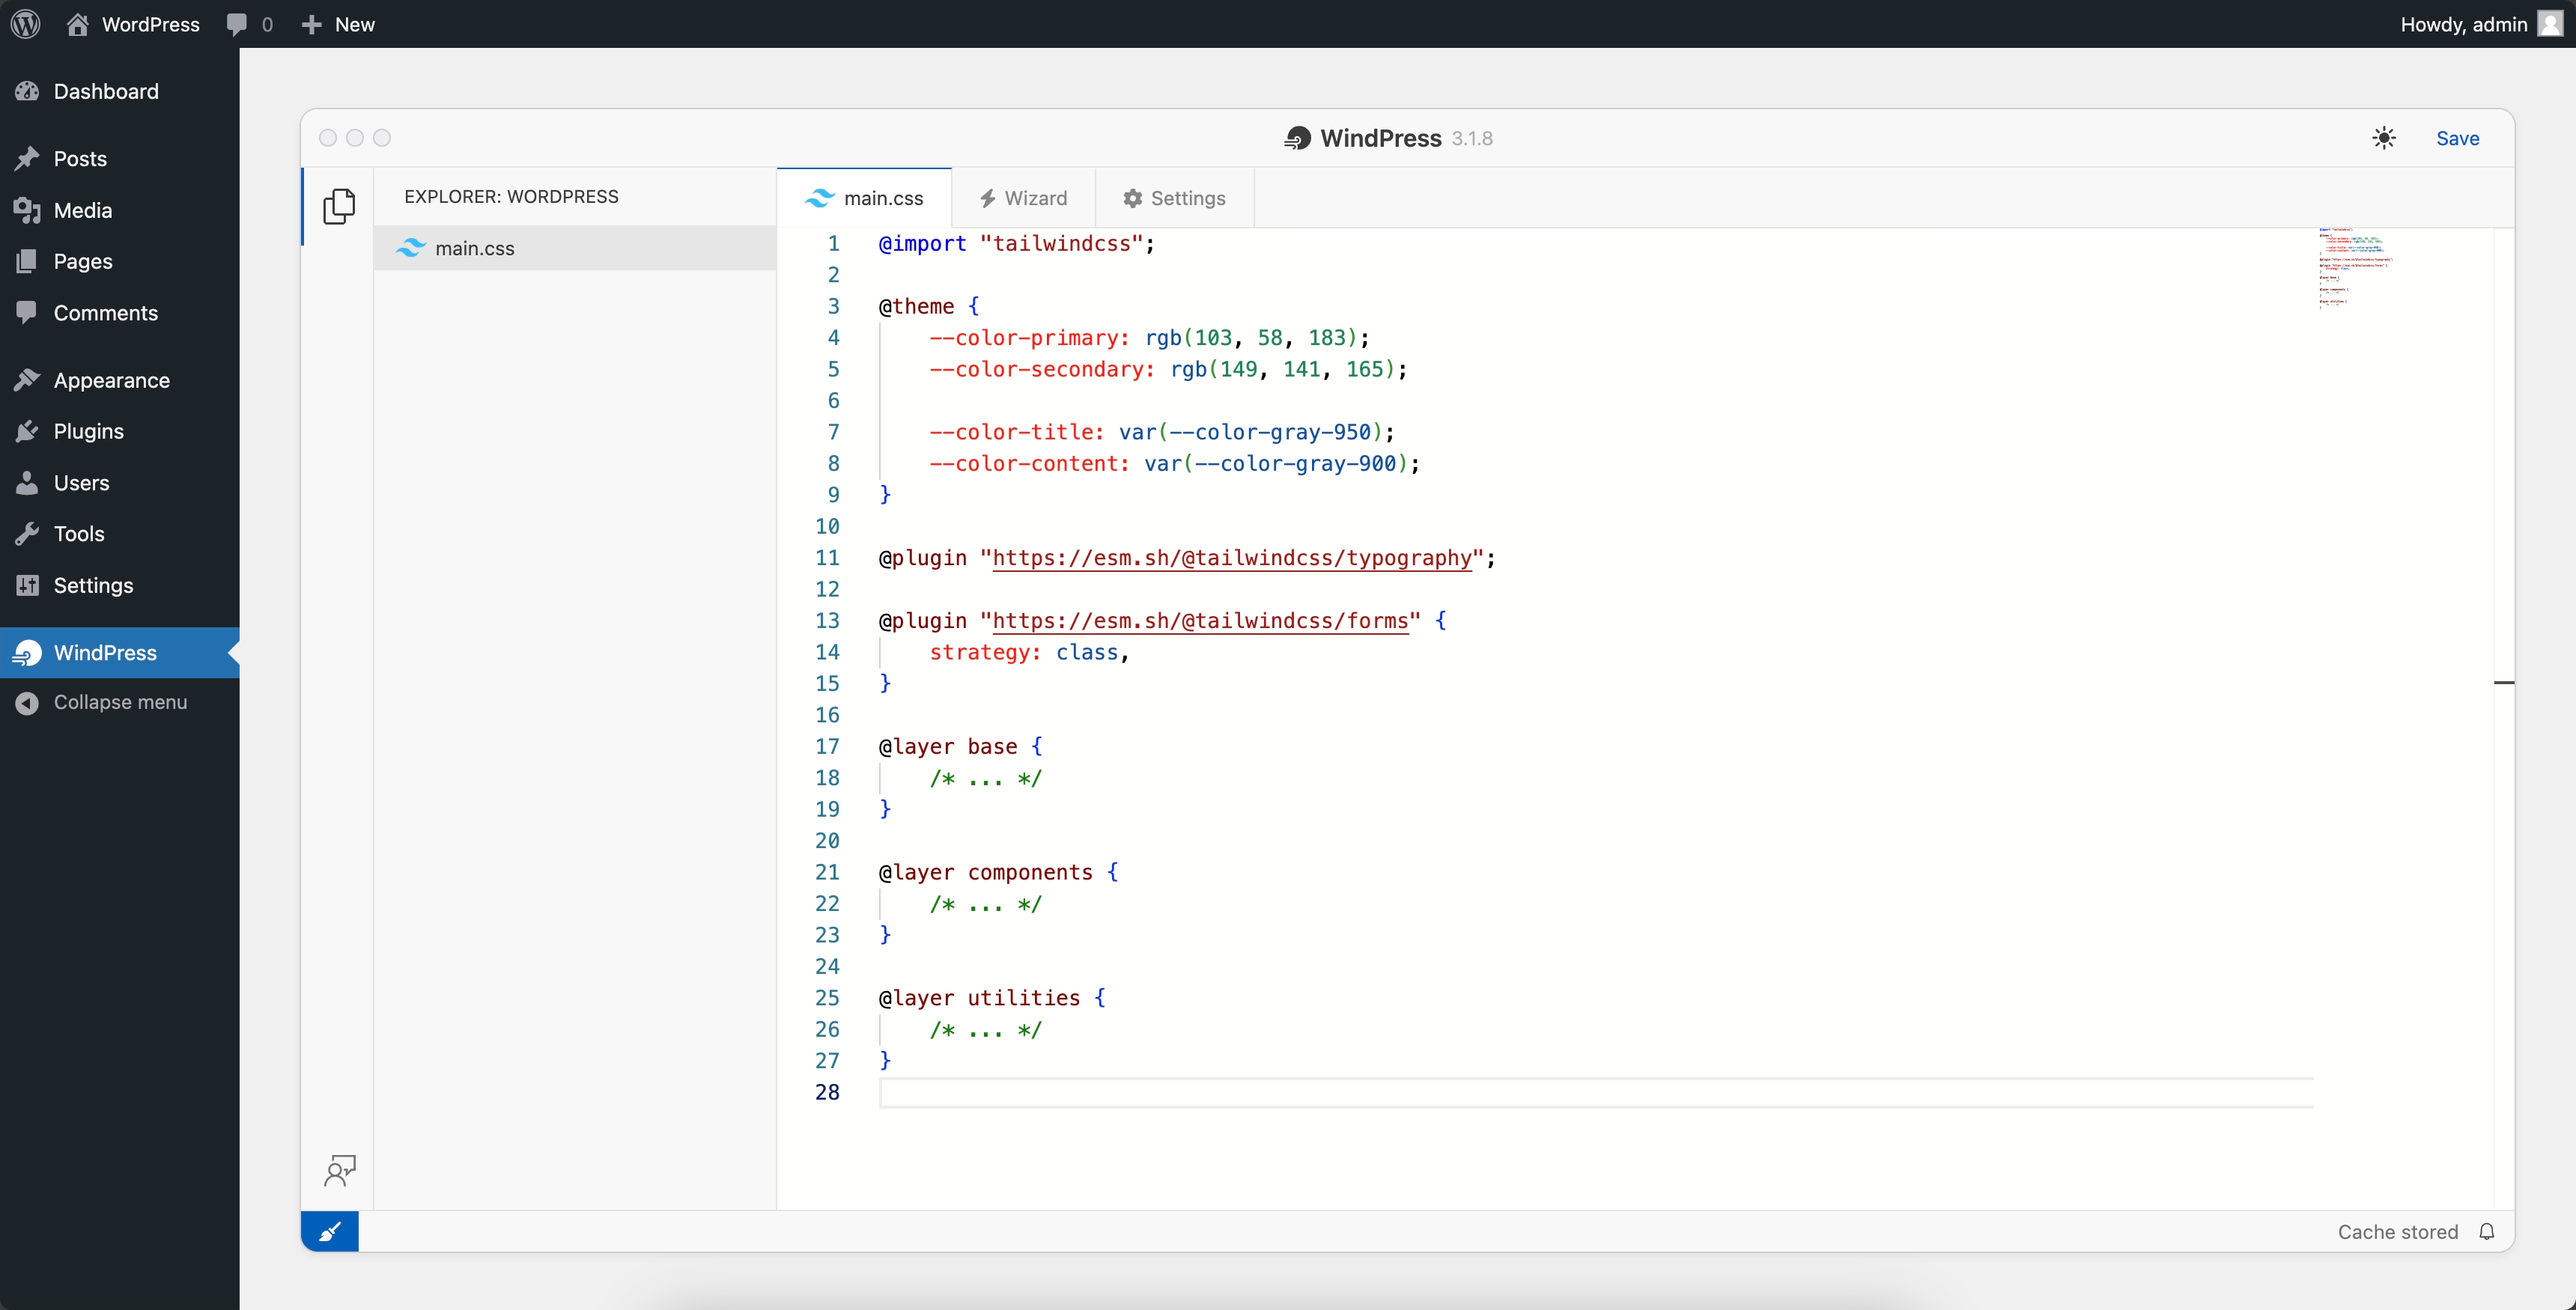 WordPress 0 New
Howdy, admin
Dashboard
Posts
Media
Pages
Comments
Appearance
Plugins
Users
Tools
Settings
WindPress
Collapse menu
WindPress 3.1.8
Save
EXPLORER: WORDPRESS
main.css
main.css Wizard Settings
1 @import "tailwindcss";
2
3 @theme {
4 --color-primary: rgb(103, 58, 183);
5 --color-secondary: rgb(149, 141, 165);
6
7 --color-title: var(--color-gray-950);
8 --color-content: var(--color-gray-900);
9 }
10
11 @plugin "https://esm.sh/@tailwindcss/typography";
12
13 @plugin "https://esm.sh/@tailwindcss/forms" {
14 strategy: class,
15 }
16
17 @layer base {
18 /* ... */
19 }
20
21 @layer components {
22 /* ... */
23 }
24
25 @layer utilities {
26 /* ... */
27 }
28
Cache stored